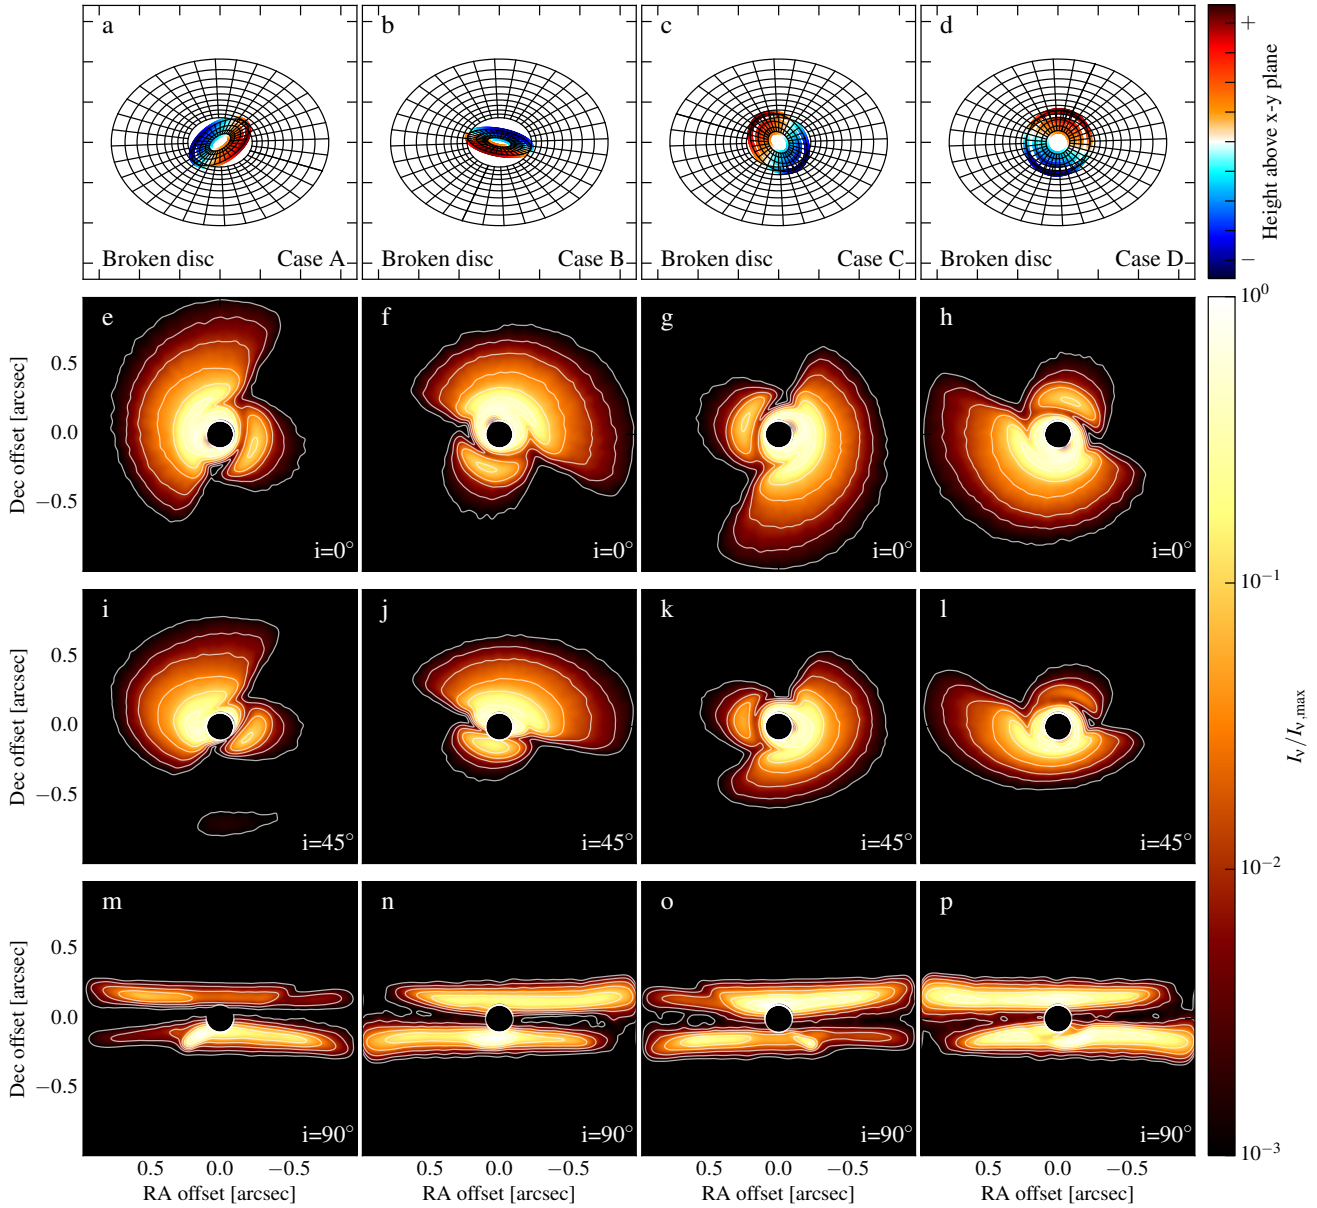 a b c d
Broken disc Case A Broken disc Case B Broken disc Case C Broken disc Case D
+
−
Height above x-y plane
e f g h
0.5
0.0
−0.5
Dec offset [arcsec]
i=0° i=0° i=0° i=0°
i j k l
0.5
0.0
−0.5
Dec offset [arcsec]
i=45° i=45° i=45° i=45°
m n o p
0.5
0.0
−0.5
Dec offset [arcsec]
i=90° i=90° i=90° i=90°
0.5 0.0 −0.5 0.5 0.0 −0.5 0.5 0.0 −0.5 0.5 0.0 −0.5
RA offset [arcsec] RA offset [arcsec] RA offset [arcsec] RA offset [arcsec]
10⁰
10⁻¹
10⁻²
10⁻³
Iν/Iν,max